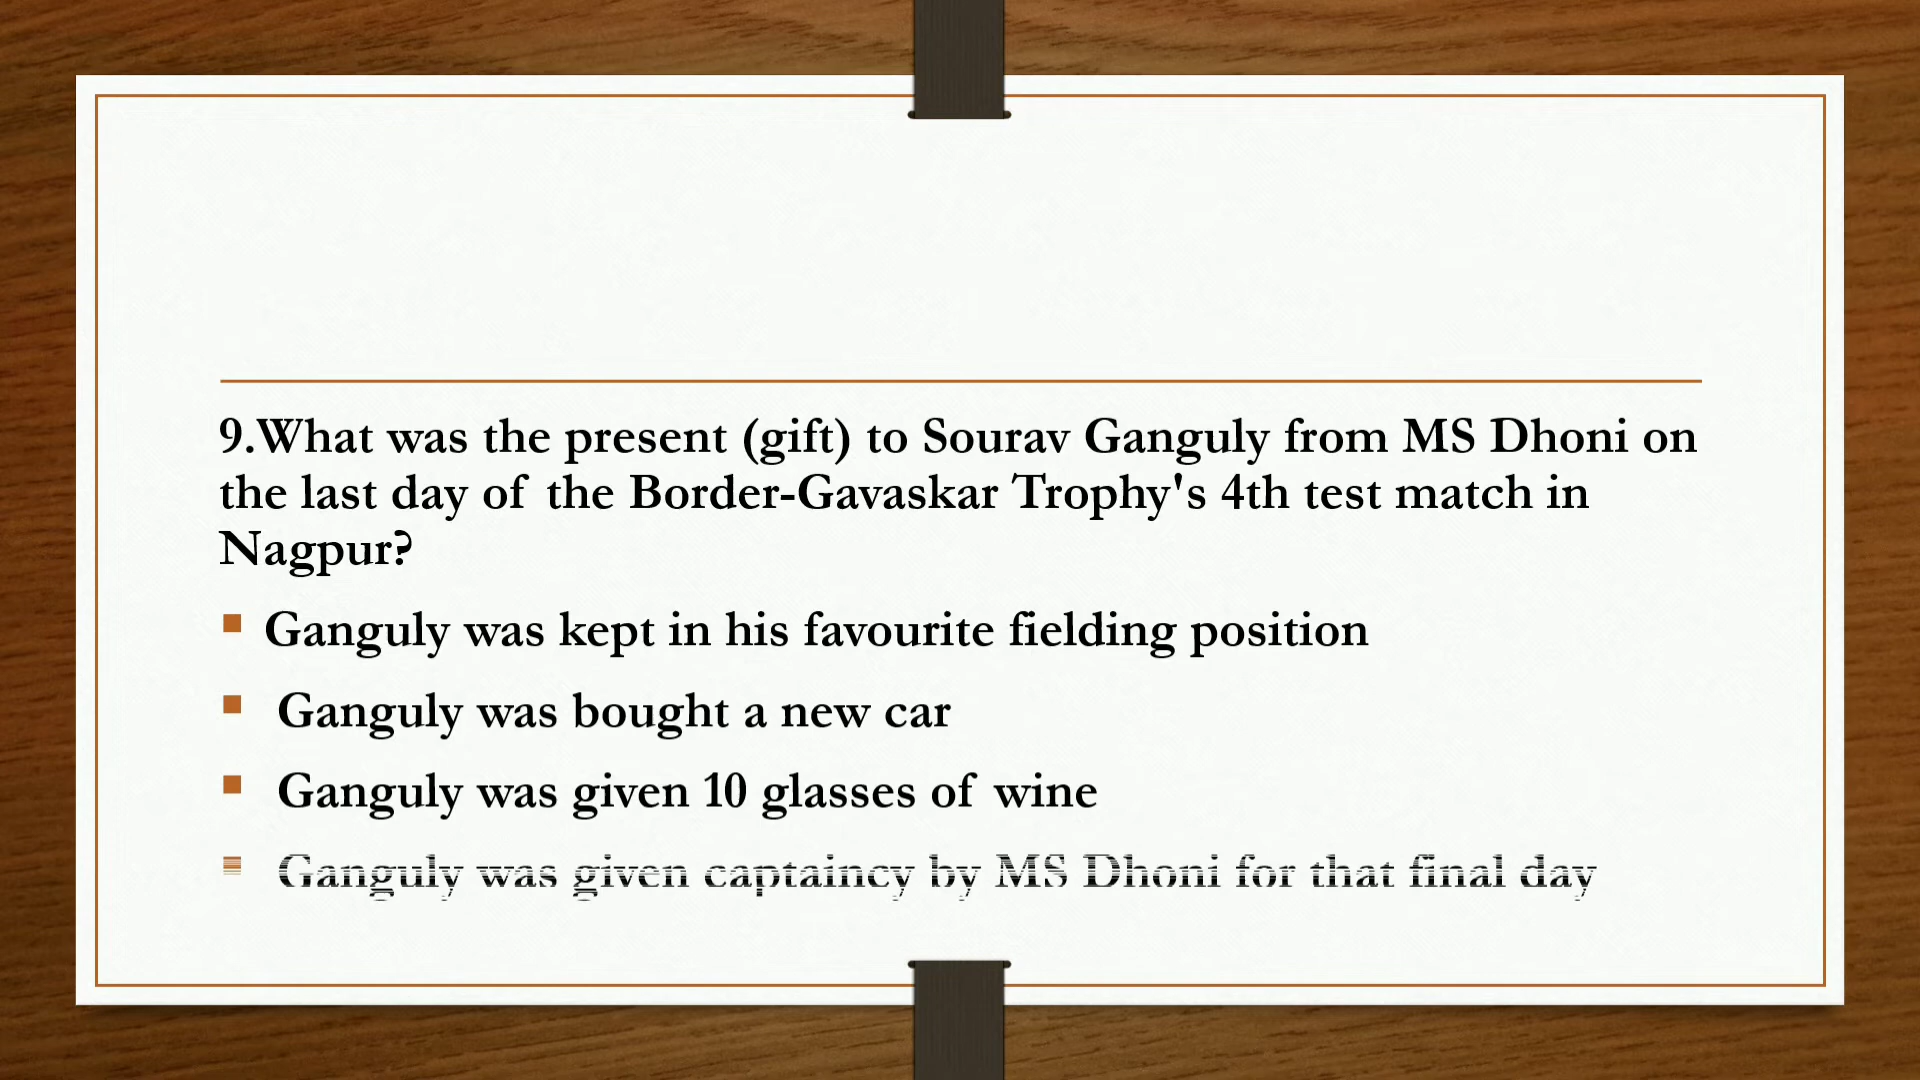 9.What was the present (gift) to Sourav Ganguly from MS Dhoni on
the last day of the Border-Gavaskar Trophy's 4th test match in
Nagpur?
Ganguly was kept in his favourite fielding position
Ganguly was bought a new car
Ganguly was given 10 glasses of wine
Ganguly was given captaincy by MS Dhoni for that final day